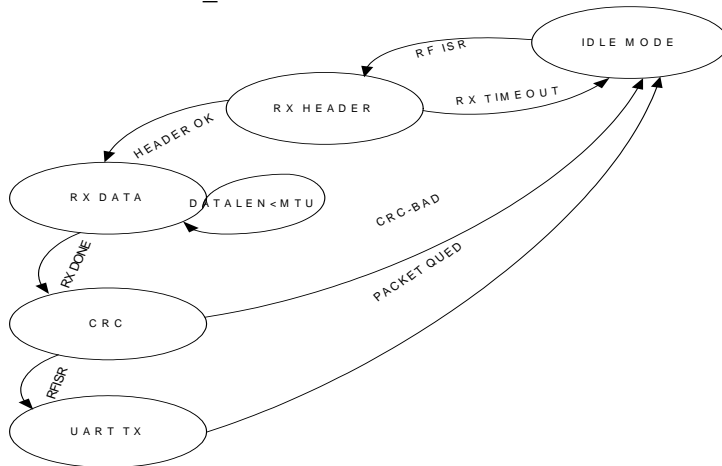 IDLE MODE
RF ISR
RX HEADER
RX TIMEOUT
HEADER OK
RX DATA
DATALEN<MTU
CRC-BAD
RX DONE
PACKET QUED
CRC
RFISR
UART TX